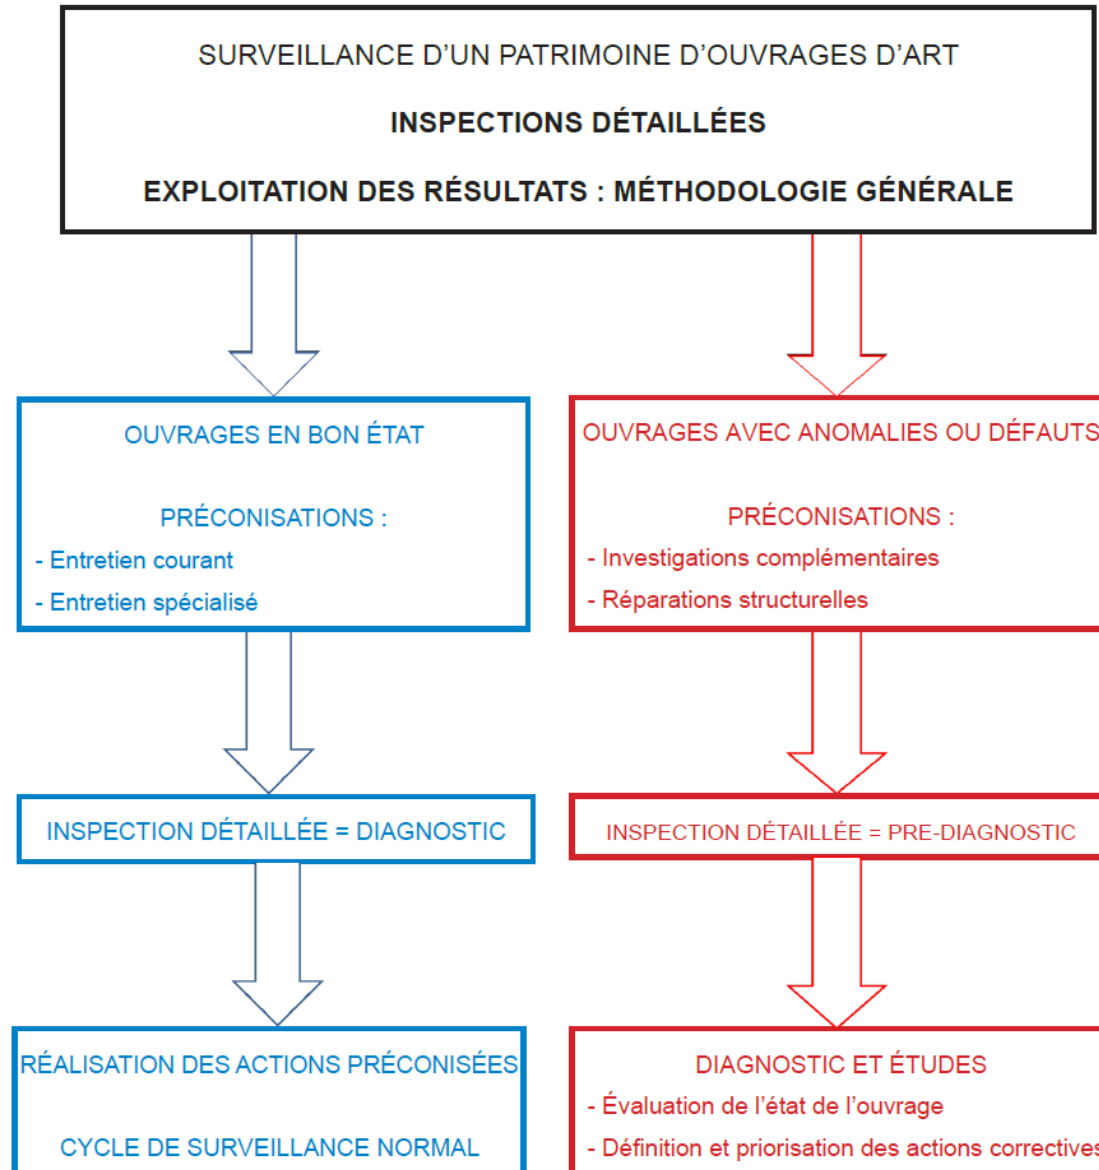 SURVEILLANCE D'UN PATRIMOINE D'OUVRAGES D'ART
INSPECTIONS DÉTAILLÉES
EXPLOITATION DES RÉSULTATS : MÉTHODOLOGIE GÉNÉRALE
OUVRAGES EN BON ÉTAT
PRÉCONISATIONS :
- Entretien courant
- Entretien spécialisé
OUVRAGES AVEC ANOMALIES OU DÉFAUTS
PRÉCONISATIONS :
- Investigations complémentaires
- Réparations structurelles
INSPECTION DÉTAILLÉE = DIAGNOSTIC
INSPECTION DÉTAILLÉE = PRE-DIAGNOSTIC
RÉALISATION DES ACTIONS PRÉCONISÉES
CYCLE DE SURVEILLANCE NORMAL
DIAGNOSTIC ET ÉTUDES
- Évaluation de l'état de l'ouvrage
- Définition et priorisation des actions correctives